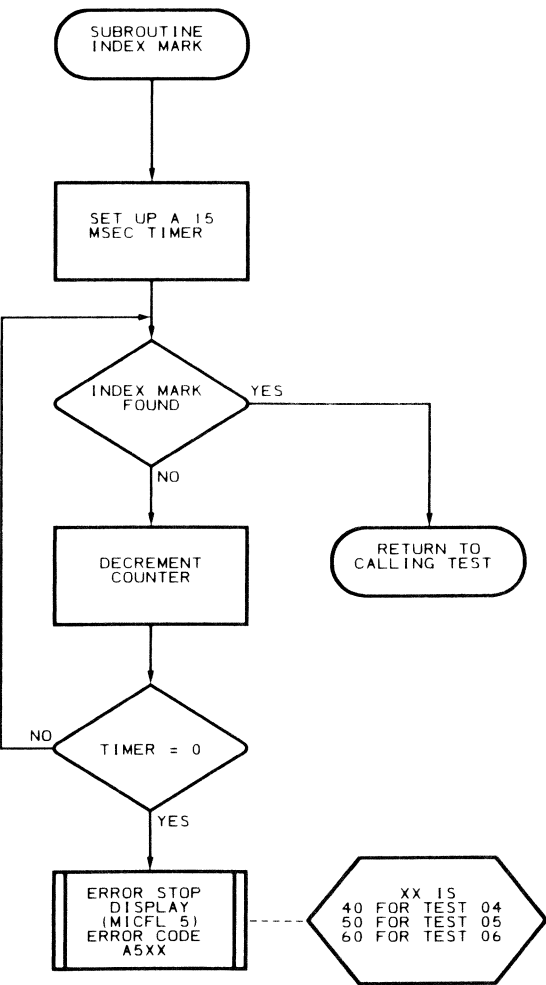 SUBROUTINE
INDEX MARK
SET UP A 15
MSEC TIMER
INDEX MARK
FOUND
YES
NO
DECREMENT
COUNTER
RETURN TO
CALLING TEST
NO
TIMER = 0
YES
ERROR STOP
DISPLAY
(MICFL 5)
ERROR CODE
A5XX
XX IS
40 FOR TEST 04
50 FOR TEST 05
60 FOR TEST 06